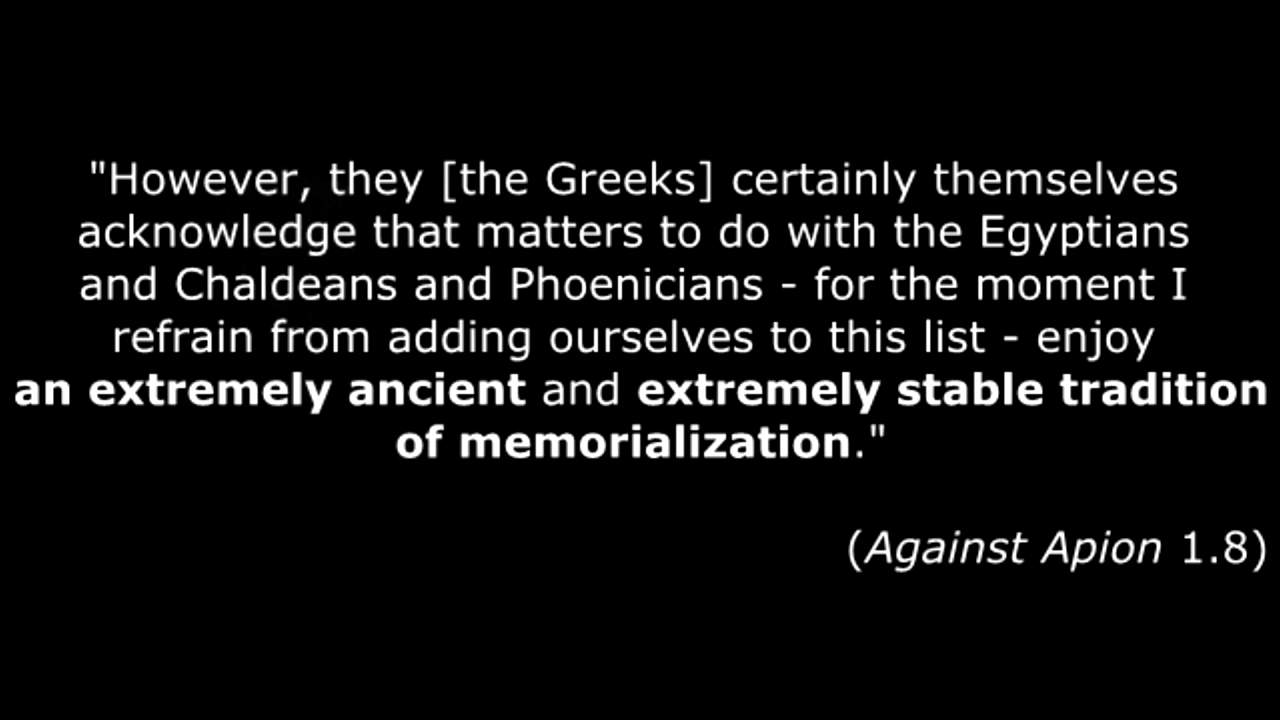 "However, they [the Greeks] certainly themselves
acknowledge that matters to do with the Egyptians
and Chaldeans and Phoenicians - for the moment I
refrain from adding ourselves to this list - enjoy
an extremely ancient and extremely stable tradition
of memorialization."
(Against Apion 1.8)